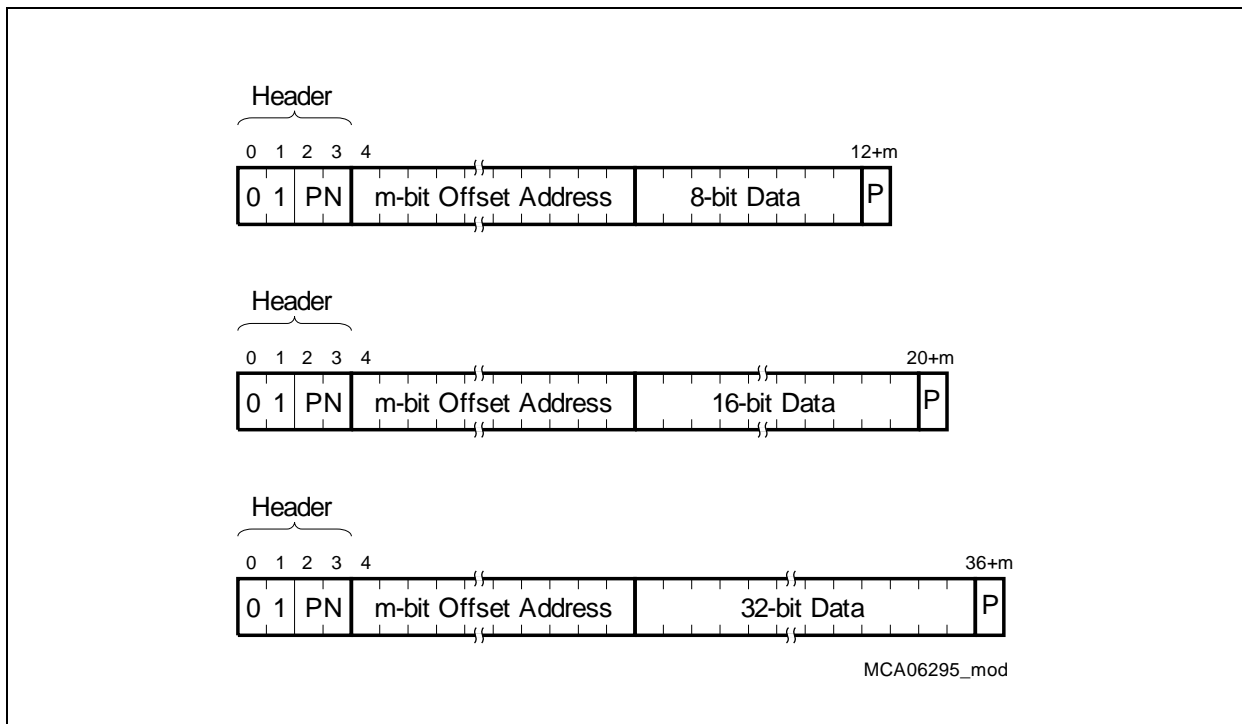 Header
0 1 2 3 4 12+m
0 1 PN m-bit Offset Address 8-bit Data P
Header
0 1 2 3 4 20+m
0 1 PN m-bit Offset Address 16-bit Data P
Header
0 1 2 3 4 36+m
0 1 PN m-bit Offset Address 32-bit Data P
MCA06295_mod